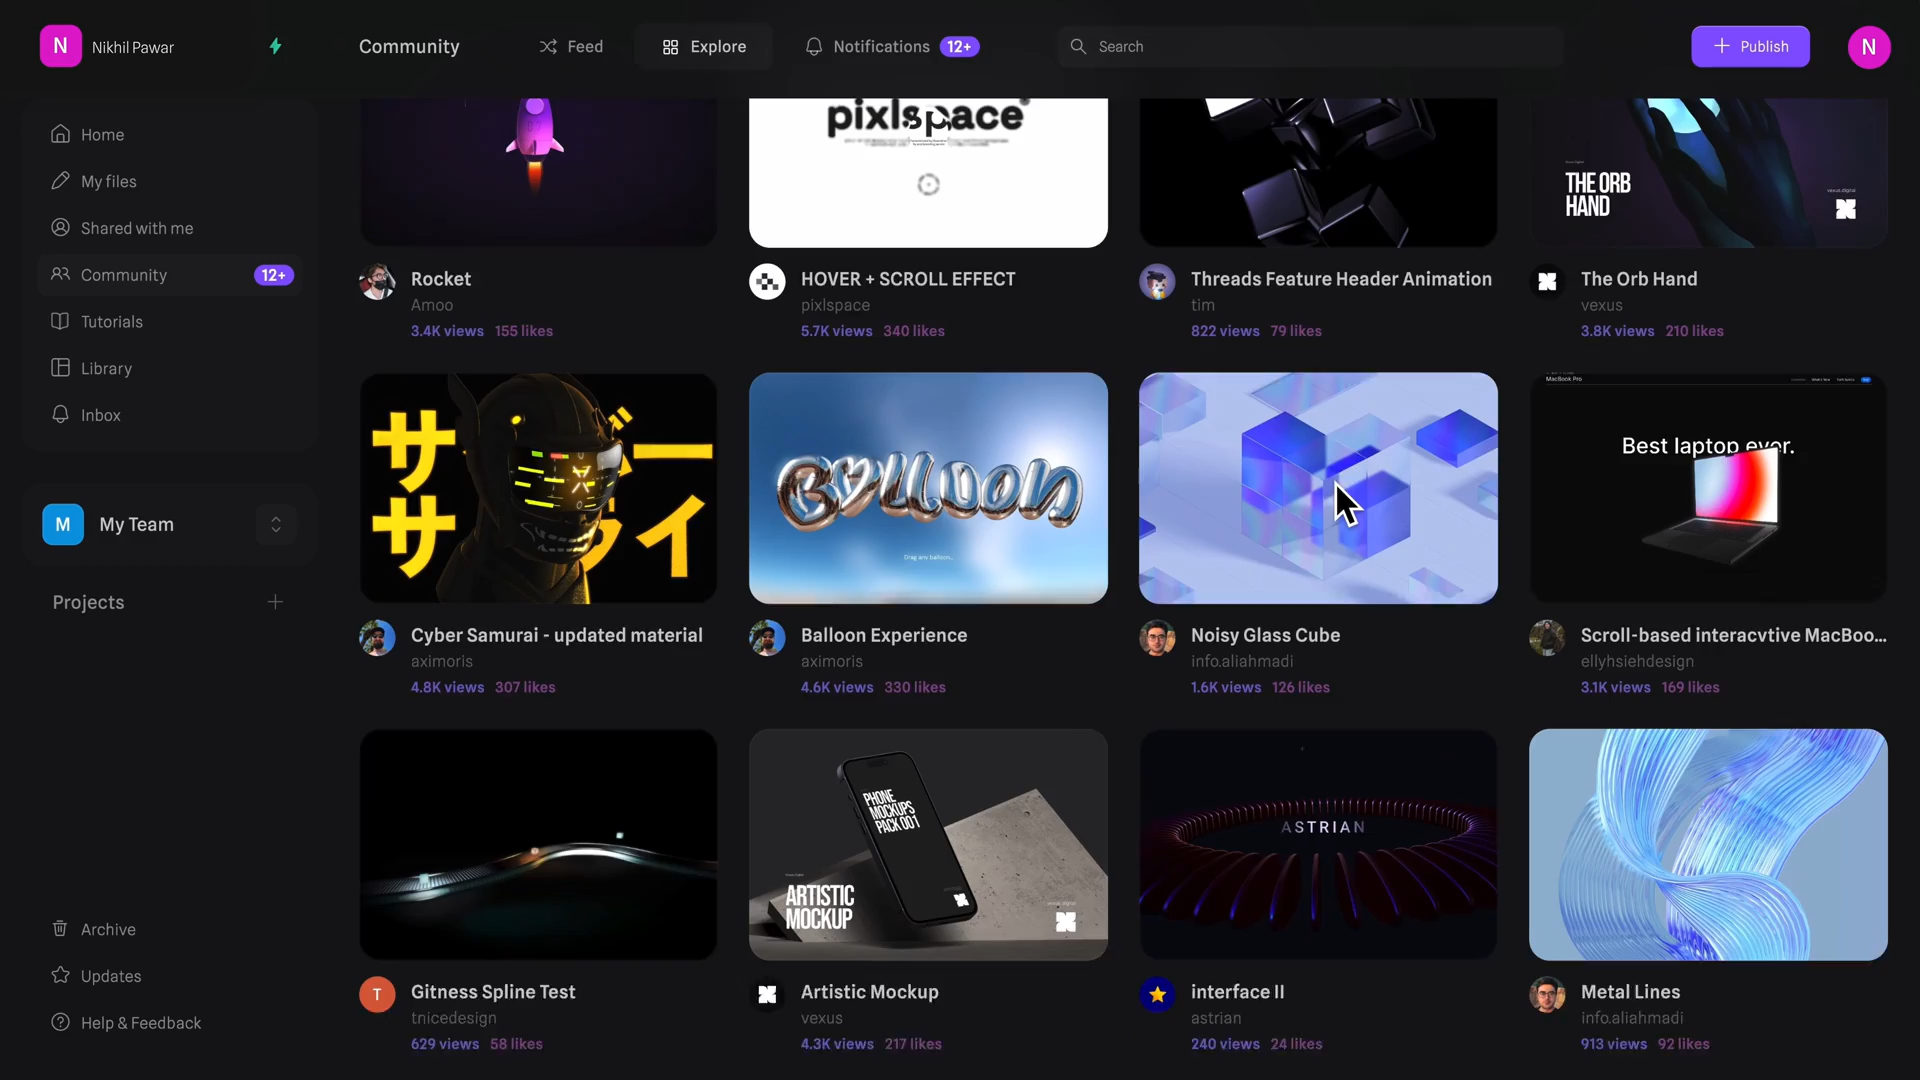 N Nikhil Pawar
Community
Feed
Explore
Notifications 12+
Search
Publish
N
Home
My files
Shared with me
Community 12+
Tutorials
Library
Inbox
M My Team
Projects
Archive
Updates
Help & Feedback
pixlspace
THE ORB
HAND
vexus.digital
Rocket
Amoo
3.4K views 155 likes
HOVER + SCROLL EFFECT
pixlspace
5.7K views 340 likes
Threads Feature Header Animation
tim
822 views 79 likes
The Orb Hand
vexus
3.8K views 210 likes
サ
サ
イ
BALLOON
Drag any balloon...
MacBook Pro
Best laptop ever.
Cyber Samurai - updated material
aximoris
4.8K views 307 likes
Balloon Experience
aximoris
4.6K views 330 likes
Noisy Glass Cube
info.aliahmadi
1.6K views 126 likes
Scroll-based interacvtive MacBoo...
ellyhsiehdesign
3.1K views 169 likes
PHONE
MOCKUPS
PACK 001
ARTISTIC
MOCKUP
ASTRIAN
T
Gitness Spline Test
tnicedesign
629 views 58 likes
Artistic Mockup
vexus
4.3K views 217 likes
interface II
astrian
240 views 24 likes
Metal Lines
info.aliahmadi
913 views 92 likes